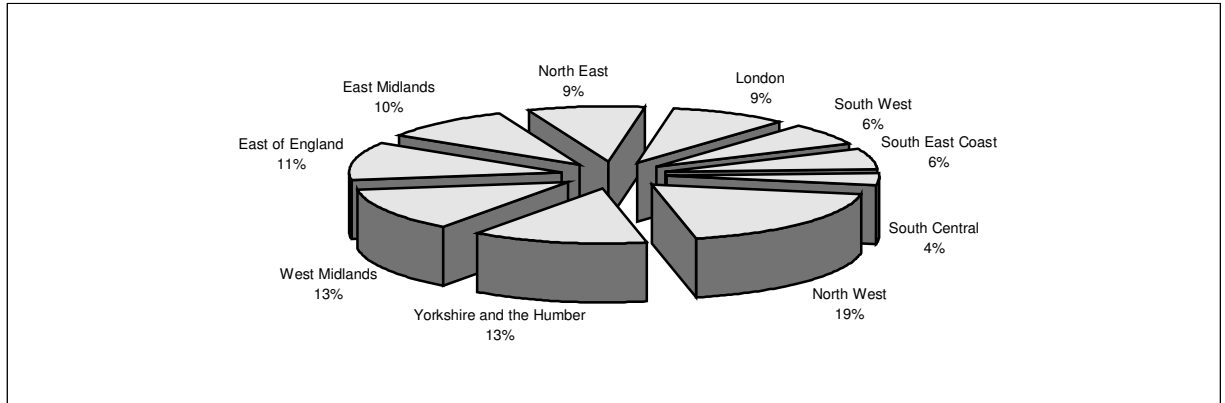 North East
9%
London
9%
East Midlands
10%
South West
6%
East of England
11%
South East Coast
6%
South Central
4%
West Midlands
13%
North West
19%
Yorkshire and the Humber
13%